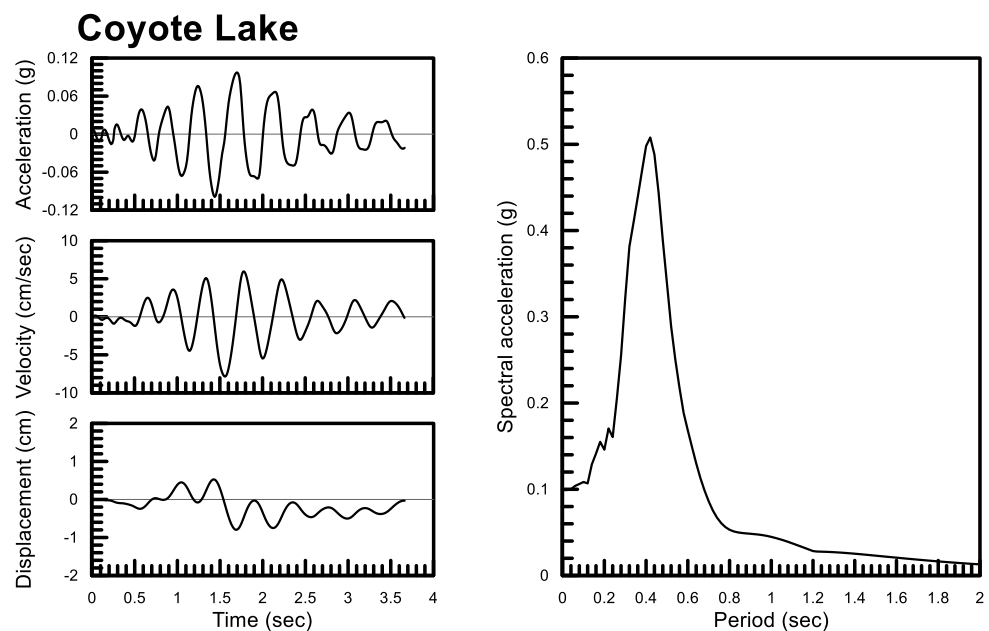 Coyote Lake
Acceleration (g)
0.12
0.06
0
-0.06
-0.12
Velocity (cm/sec)
10
5
0
-5
-10
Displacement (cm)
2
1
0
-1
-2
0 0.5 1 1.5 2 2.5 3 3.5 4
Time (sec)
Spectral acceleration (g)
0.6
0.5
0.4
0.3
0.2
0.1
0
0 0.2 0.4 0.6 0.8 1 1.2 1.4 1.6 1.8 2
Period (sec)